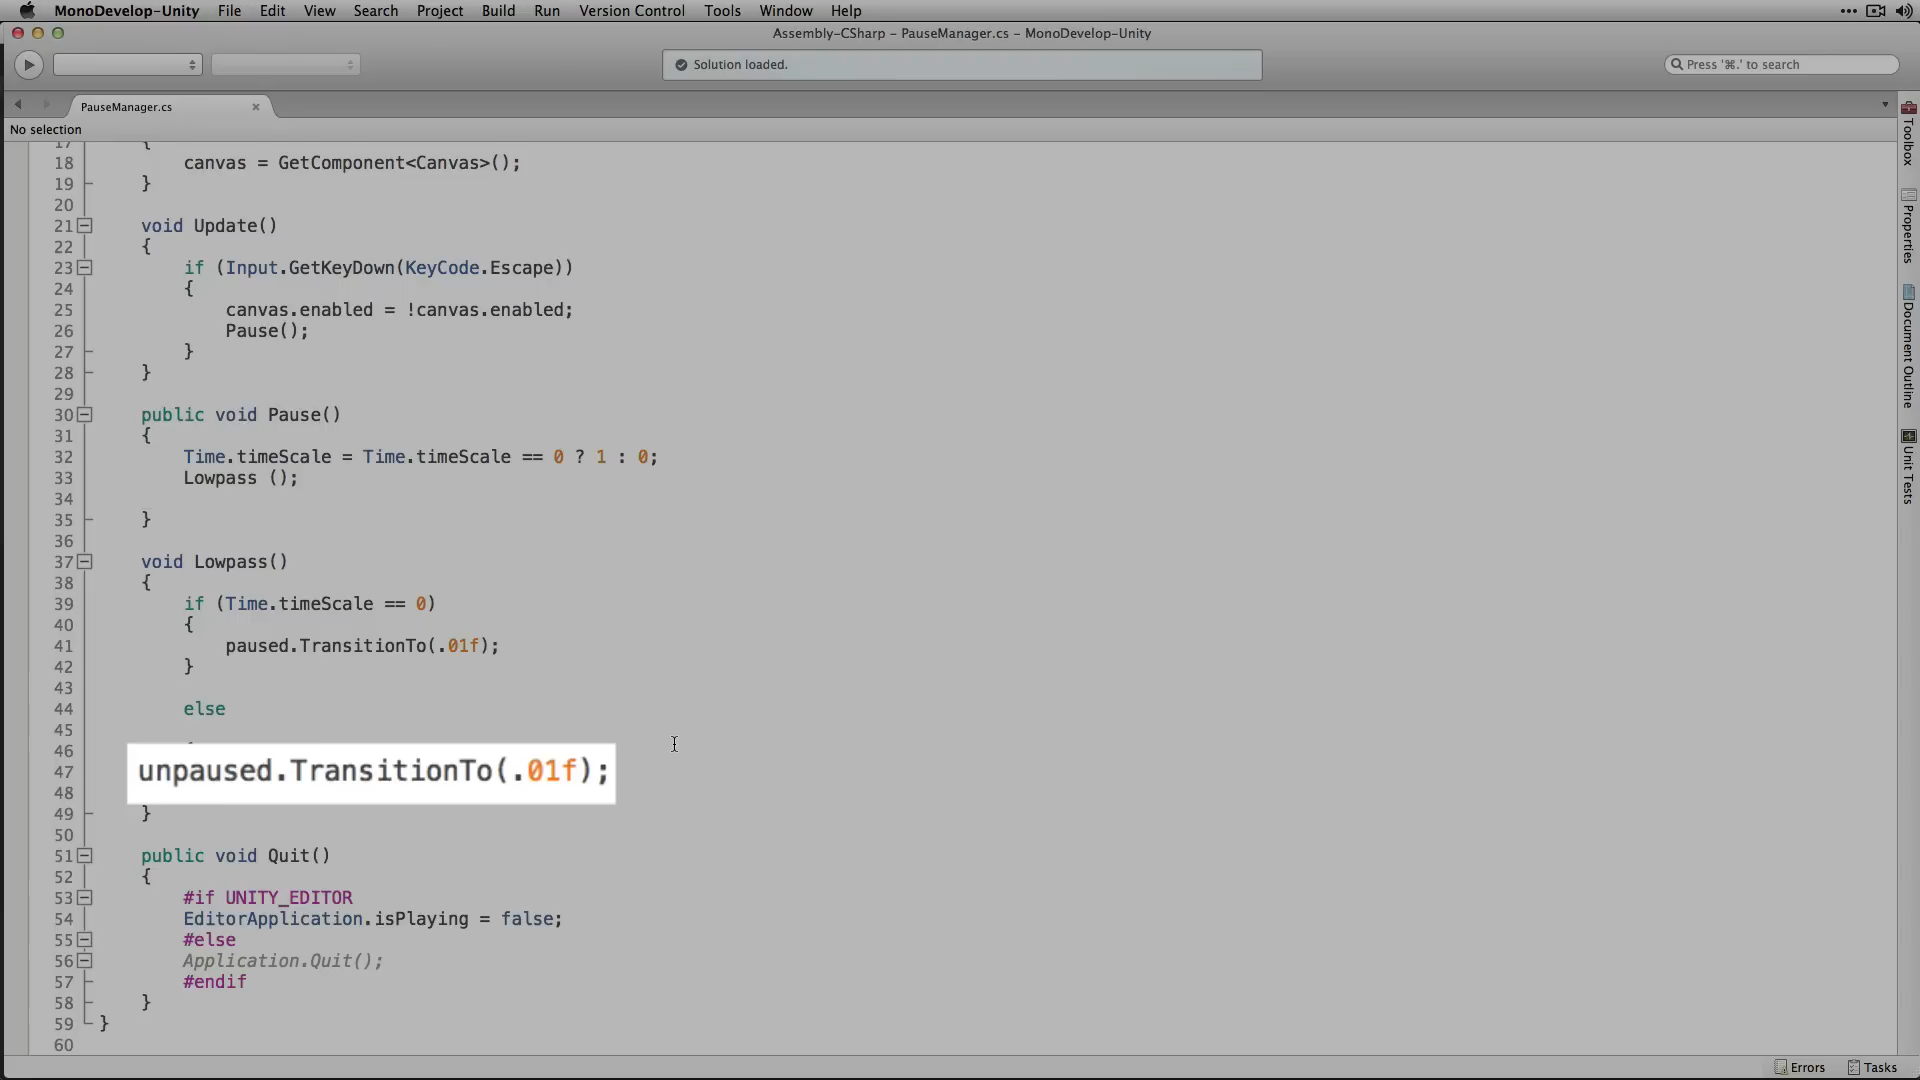 MonoDevelop-Unity File Edit View Search Project Build Run Version Control Tools Window Help
Assembly-CSharp – PauseManager.cs – MonoDevelop-Unity
Solution loaded.
Press '⌘.' to search
PauseManager.cs
No selection
17 {
18 canvas = GetComponent<Canvas>();
19 }
20
21 void Update()
22 {
23 if (Input.GetKeyDown(KeyCode.Escape))
24 {
25 canvas.enabled = !canvas.enabled;
26 Pause();
27 }
28 }
29
30 public void Pause()
31 {
32 Time.timeScale = Time.timeScale == 0 ? 1 : 0;
33 Lowpass ();
34
35 }
36
37 void Lowpass()
38 {
39 if (Time.timeScale == 0)
40 {
41 paused.TransitionTo(.01f);
42 }
43
44 else
45
46
47 unpaused.TransitionTo(.01f);
48
49 }
50
51 public void Quit()
52 {
53 #if UNITY_EDITOR
54 EditorApplication.isPlaying = false;
55 #else
56 Application.Quit();
57 #endif
58 }
59 }
60
Toolbox
Properties
Document Outline
Unit Tests
Errors Tasks